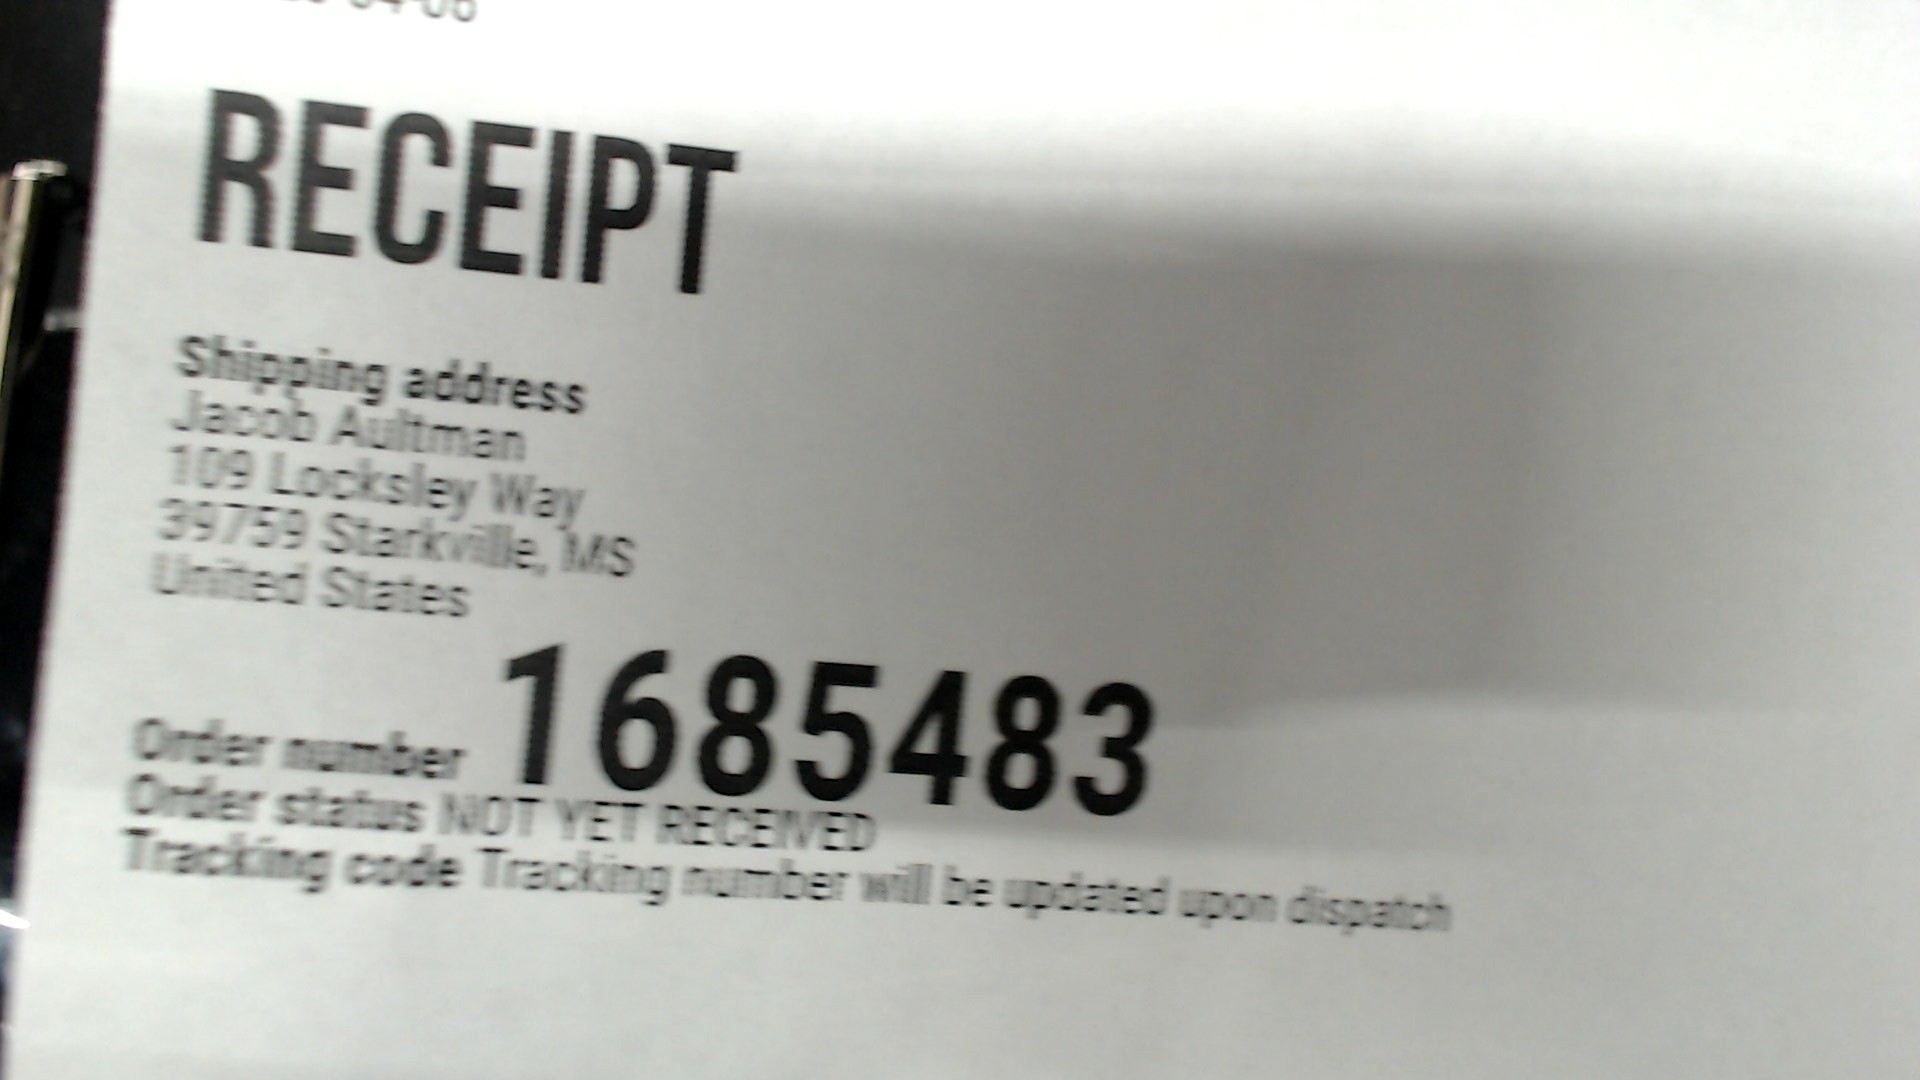 RECEIPT
Shipping address
Jacob Aultman
109 Locksley Way
39759 Starkville, MS
United States
Order number 1685483
Order status NOT YET RECEIVED
Tracking code Tracking number will be updated upon dispatch